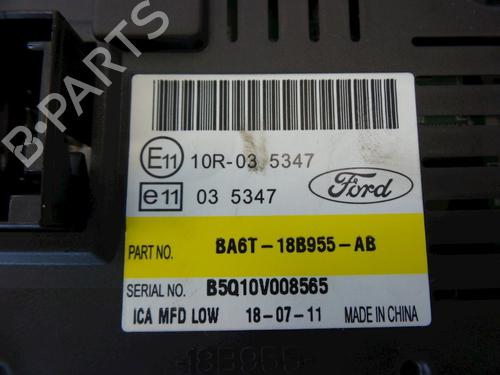 E11 10R-03 5347
e11 03 5347
Ford
PART NO. BA6T-18B955-AB
SERIAL NO. B5Q10V008565
ICA MFD LOW 18-07-11 MADE IN CHINA
-18B955-
B-PARTS